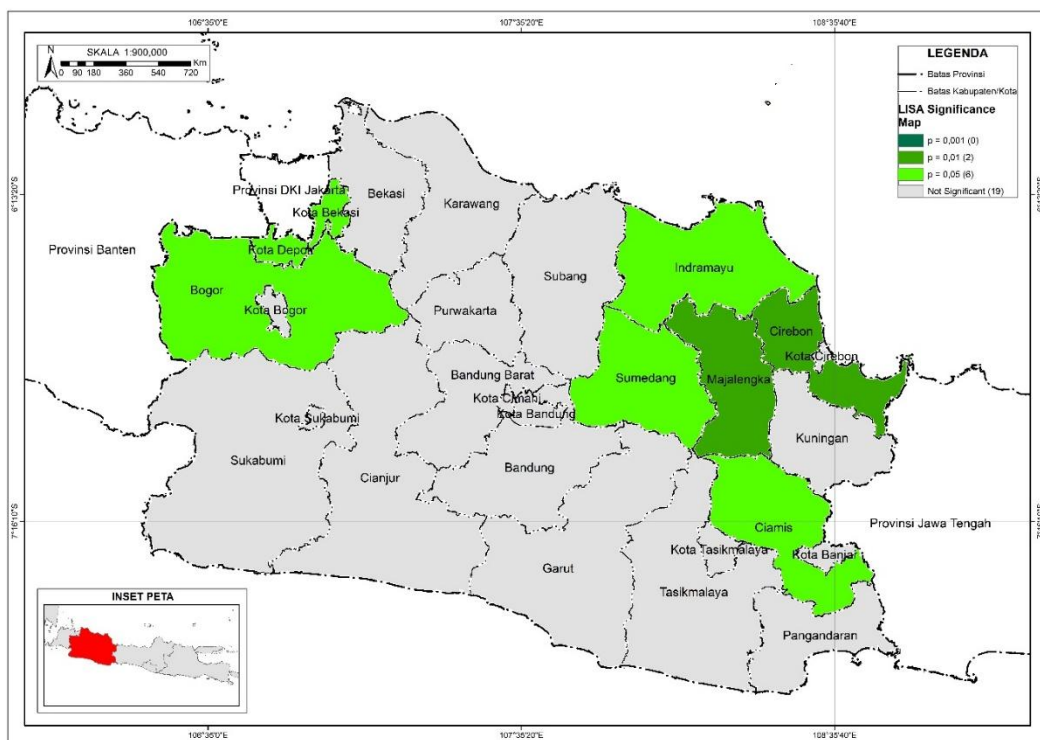 106°35'0"E
107°35'20"E
108°35'40"E
N
SKALA 1:900,000
Km
0 90 180 360 540 720
LEGENDA
Batas Provinsi
Batas Kabupaten/Kota
LISA Significance
Map
p = 0,001 (0)
p = 0,01 (2)
p = 0,05 (6)
Not Significant (19)
6°13'20"S
6°13'20"S
Provinsi DKI Jakarta
Bekasi
Kota Bekasi
Karawang
Provinsi Banten
Kota Depok
Subang
Indramayu
Bogor
Kota Bogor
Purwakarta
Cirebon
Kota Cirebon
Bandung Barat
Sumedang
Majalengka
Kota Cimahi
Kota Bandung
Kota Sukabumi
Kuningan
Sukabumi
Cianjur
Bandung
7°16'10"S
Ciamis
Provinsi Jawa Tengah
Kota Tasikmalaya
Kota Banjar
Garut
Tasikmalaya
Pangandaran
INSET PETA
106°35'0"E
107°35'20"E
108°35'40"E